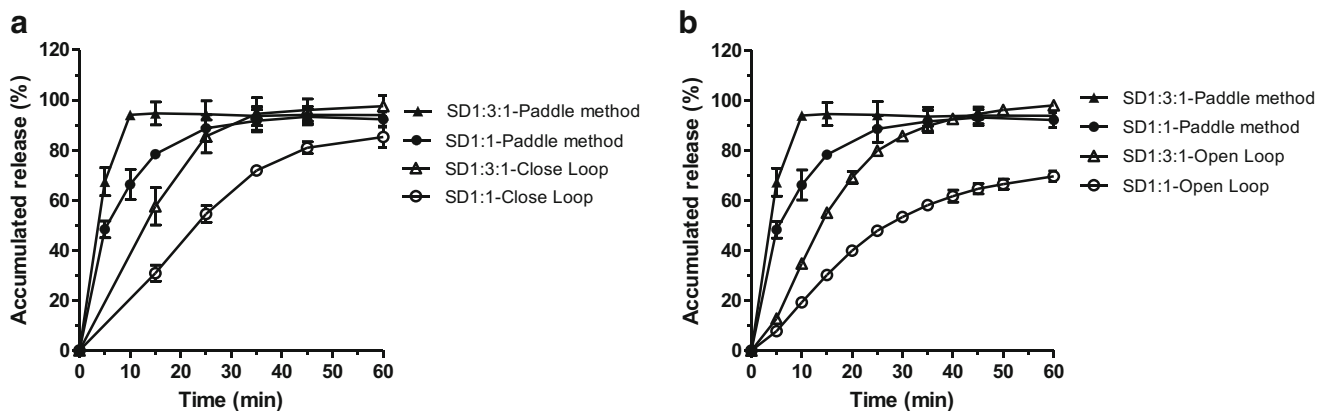 a
120
100
80
60
40
20
0
Accumulated release (%)
0 10 20 30 40 50 60
Time (min)
SD1:3:1-Paddle method
SD1:1-Paddle method
SD1:3:1-Close Loop
SD1:1-Close Loop
b
120
100
80
60
40
20
0
Accumulated release (%)
0 10 20 30 40 50 60
Time (min)
SD1:3:1-Paddle method
SD1:1-Paddle method
SD1:3:1-Open Loop
SD1:1-Open Loop